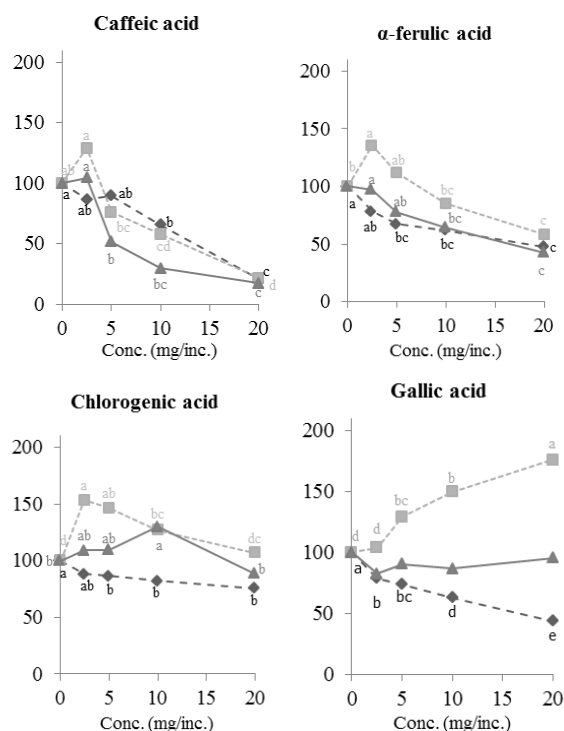 Caffeic acid
α-ferulic acid
200
150
100
50
0
a
ab
a
a
ab
ab
bc
b
b
cd
bc
c
c
d
0 5 10 15 20
Conc. (mg/inc.)
200
150
100
50
0
a
b
a
ab
a
ab
ab
bc
bc
bc
bc
c
c
c
0 5 10 15 20
Conc. (mg/inc.)
Chlorogenic acid
Gallic acid
200
150
100
50
0
d
b
a
a
ab
ab
ab
ab
b
bc
a
b
dc
b
b
0 5 10 15 20
Conc. (mg/inc.)
200
150
100
50
0
d
a
d
b
bc
bc
b
d
a
e
0 5 10 15 20
Conc. (mg/inc.)